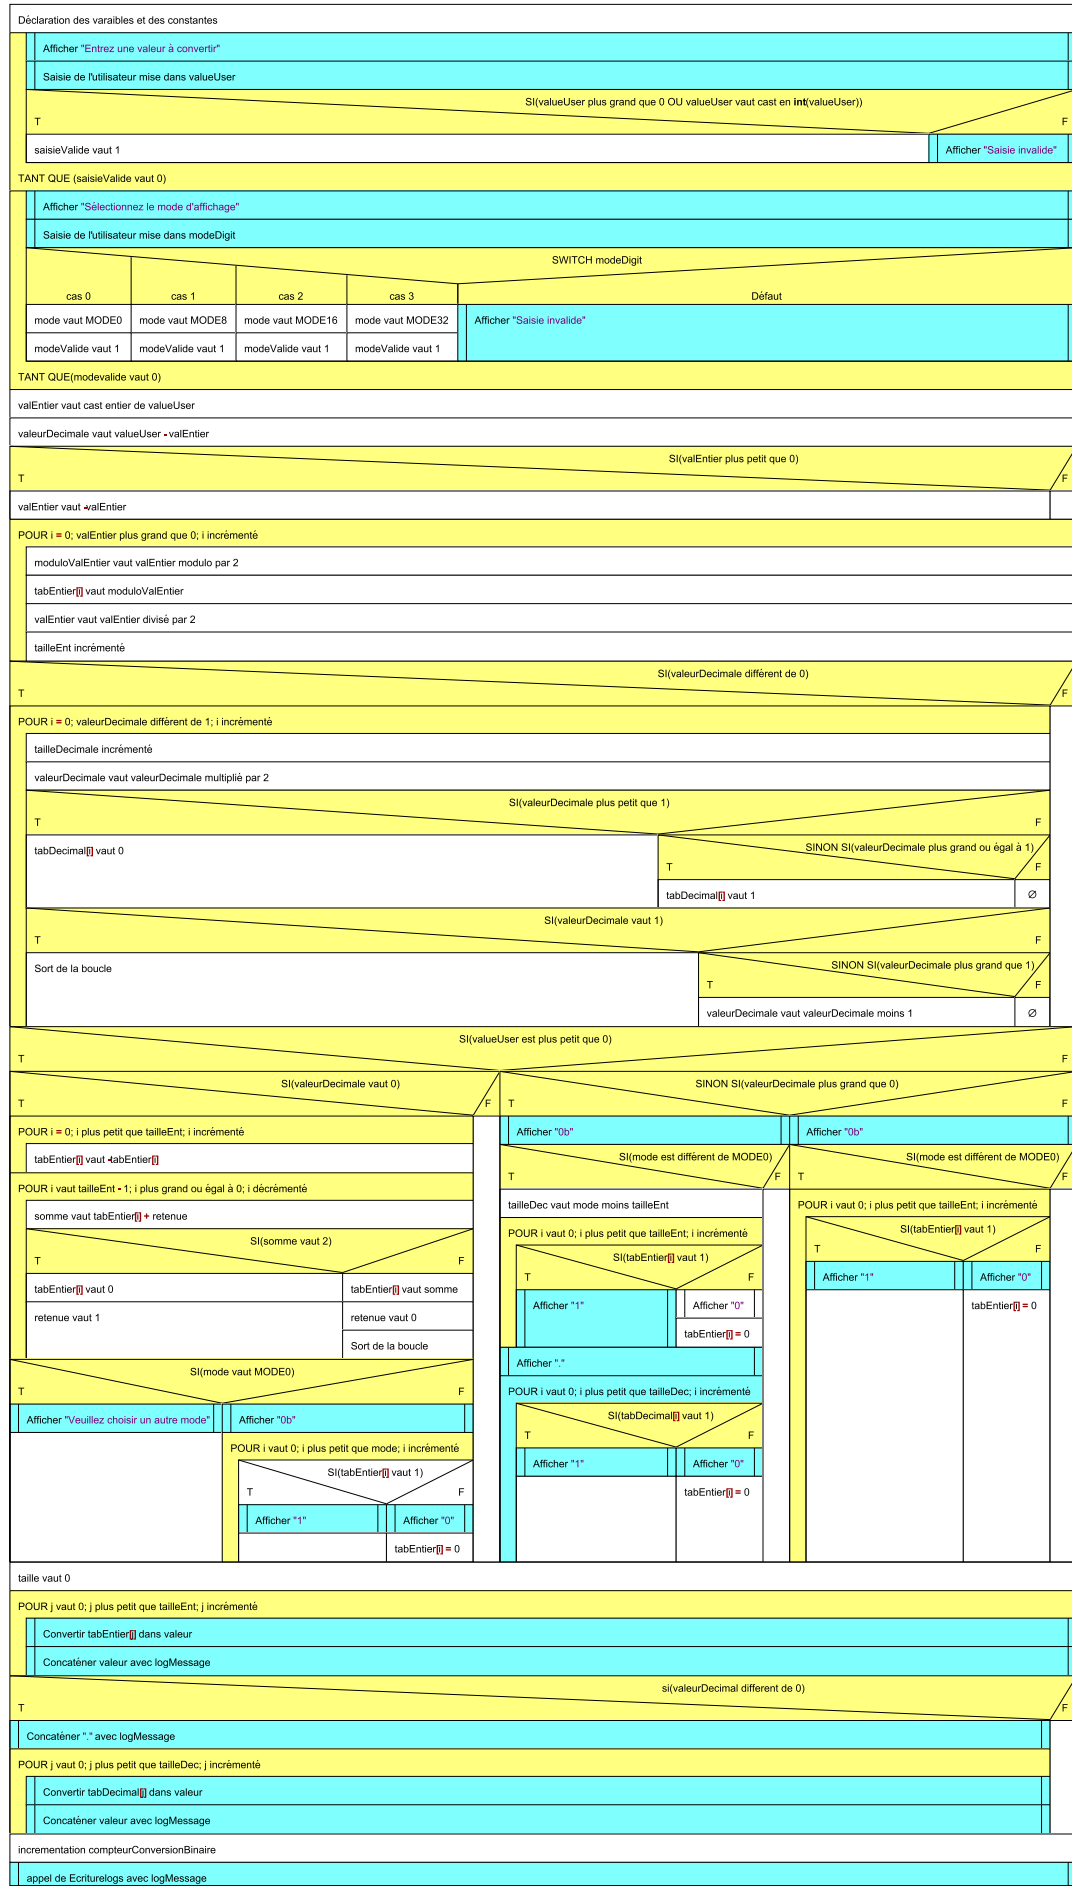 Déclaration des varaibles et des constantes
Afficher "Entrez une valeur à convertir"
Saisie de l'utilisateur mise dans valueUser
SI(valueUser plus grand que 0 OU valueUser vaut cast en int(valueUser))
T F
saisieValide vaut 1 Afficher "Saisie invalide"
TANT QUE (saisieValide vaut 0)
Afficher "Sélectionnez le mode d'affichage"
Saisie de l'utilisateur mise dans modeDigit
SWITCH modeDigit
cas 0 cas 1 cas 2 cas 3 Défaut
mode vaut MODE0 mode vaut MODE8 mode vaut MODE16 mode vaut MODE32 Afficher "Saisie invalide"
modeValide vaut 1 modeValide vaut 1 modeValide vaut 1 modeValide vaut 1
TANT QUE(modevalide vaut 0)
valEntier vaut cast entier de valueUser
valeurDecimale vaut valueUser - valEntier
SI(valEntier plus petit que 0)
T F
valEntier vaut -valEntier
POUR i = 0; valEntier plus grand que 0; i incrémenté
moduloValEntier vaut valEntier modulo par 2
tabEntier[i] vaut moduloValEntier
valEntier vaut valEntier divisé par 2
tailleEnt incrémenté
SI(valeurDecimale différent de 0)
T F
POUR i = 0; valeurDecimale différent de 1; i incrémenté
tailleDecimale incrémenté
valeurDecimale vaut valeurDecimale multiplié par 2
SI(valeurDecimale plus petit que 1)
T F
tabDecimal[i] vaut 0 SINON SI(valeurDecimale plus grand ou égal à 1)
T F
tabDecimal[i] vaut 1 ∅
SI(valeurDecimale vaut 1)
T F
Sort de la boucle SINON SI(valeurDecimale plus grand que 1)
T F
valeurDecimale vaut valeurDecimale moins 1 ∅
SI(valueUser est plus petit que 0)
T F
SI(valeurDecimale vaut 0) SINON SI(valeurDecimale plus grand que 0)
T F T F
POUR i = 0; i plus petit que tailleEnt; i incrémenté Afficher "0b" Afficher "0b"
tabEntier[i] vaut -tabEntier[i] SI(mode est différent de MODE0) SI(mode est différent de MODE0)
T F T F
POUR i vaut tailleEnt - 1; i plus grand ou égal à 0; i décrémenté tailleDec vaut mode moins tailleEnt POUR i vaut 0; i plus petit que tailleEnt; i incrémenté
somme vaut tabEntier[i] + retenue POUR i vaut 0; i plus petit que tailleEnt; i incrémenté SI(tabEntier[i] vaut 1)
SI(somme vaut 2) SI(tabEntier[i] vaut 1) T F
T F T F
tabEntier[i] vaut 0 tabEntier[i] vaut somme Afficher "1" Afficher "0" Afficher "1" Afficher "0"
retenue vaut 1 retenue vaut 0 tabEntier[i] = 0 tabEntier[i] = 0
Sort de la boucle
SI(mode vaut MODE0) Afficher "."
T F POUR i vaut 0; i plus petit que tailleDec; i incrémenté
Afficher "Veuillez choisir un autre mode" Afficher "0b" SI(tabDecimal[i] vaut 1)
T F
POUR i vaut 0; i plus petit que mode; i incrémenté Afficher "1" Afficher "0"
SI(tabEntier[i] vaut 1) tabEntier[i] = 0
T F
Afficher "1" Afficher "0"
tabEntier[i] = 0
taille vaut 0
POUR j vaut 0; j plus petit que tailleEnt; j incrémenté
Convertir tabEntier[j] dans valeur
Concaténer valeur avec logMessage
si(valeurDecimal different de 0)
T F
Concaténer "." avec logMessage
POUR j vaut 0; j plus petit que tailleDec; j incrémenté
Convertir tabDecimal[j] dans valeur
Concaténer valeur avec logMessage
incrementation compteurConversionBinaire
appel de Ecriturelogs avec logMessage